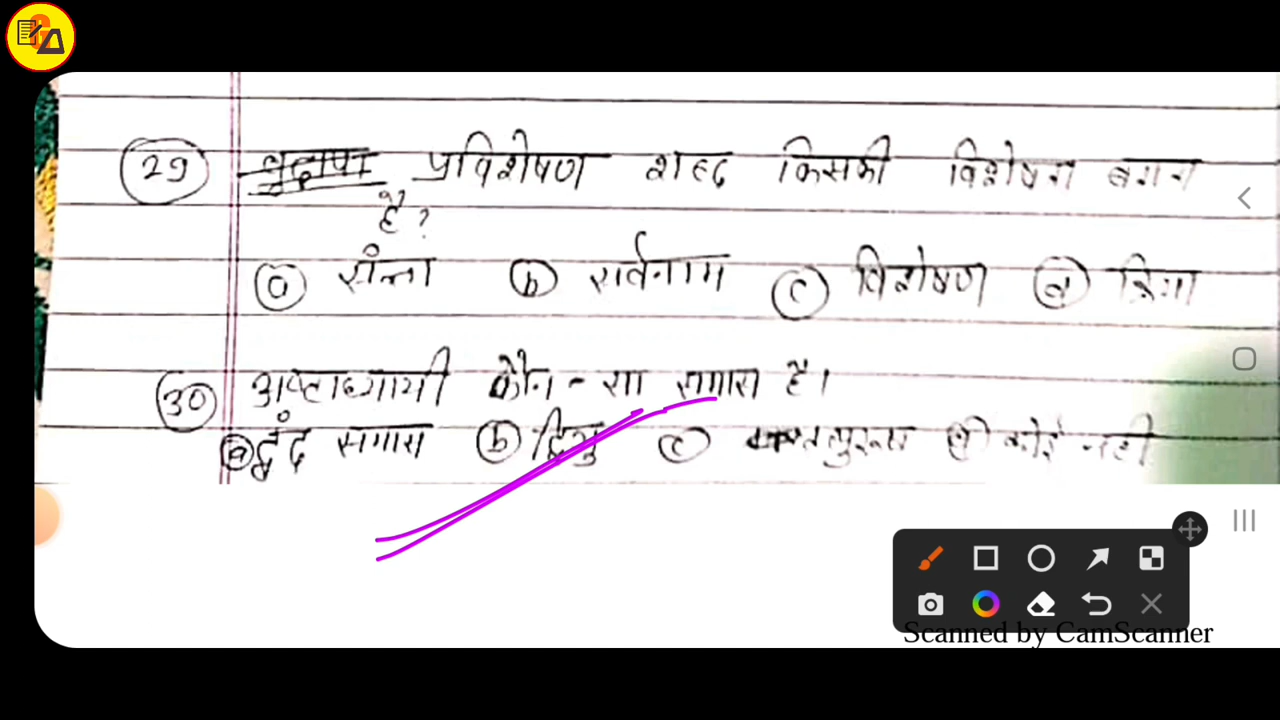 29 प्रविशेषण शब्द किसकी विशेषता बताता
है?
a संज्ञा b सर्वनाम c विशेषण d क्रिया
30 अष्टाध्यायी कौन - सा समास है।
a द्वंद समास b द्विगु c तत्पुरूष d कोई नही
Scanned by CamScanner